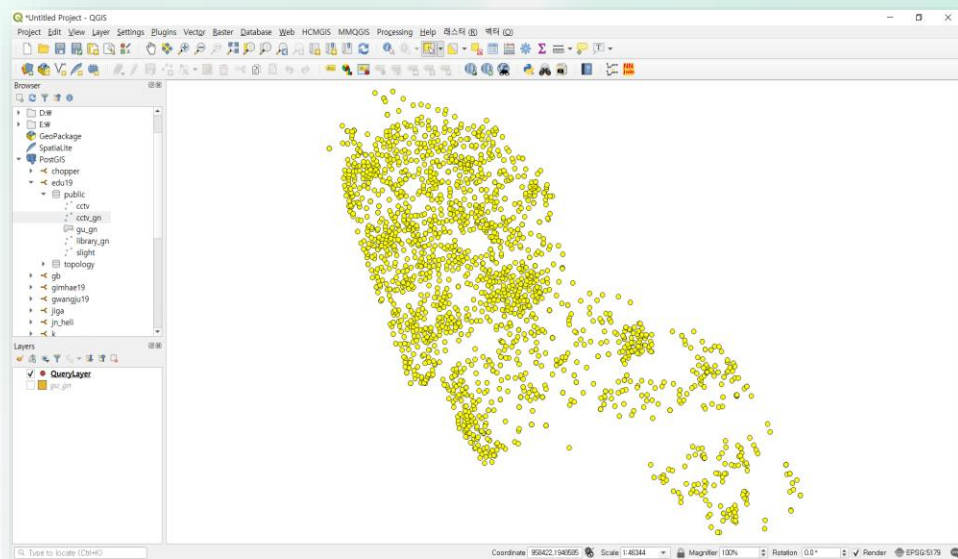 *Untitled Project - QGIS
Project Edit View Layer Settings Plugins Vector Raster Database Web HCMGIS MMQGIS Processing Help 래스터 (R) 벡터 (O)
Browser
D:₩
E:₩
GeoPackage
SpatiaLite
PostGIS
chopper
edu19
public
cctv
cctv_gn
gu_gn
library_gn
slight
topology
gb
gimhae19
gwangju19
jiga
jn_heli
k
Layers
QueryLayer
gu_gn
Type to locate (Ctrl+K)
Coordinate 958422,1940585 Scale 1:46344 Magnifier 100% Rotation 0.0 ° Render EPSG:5179